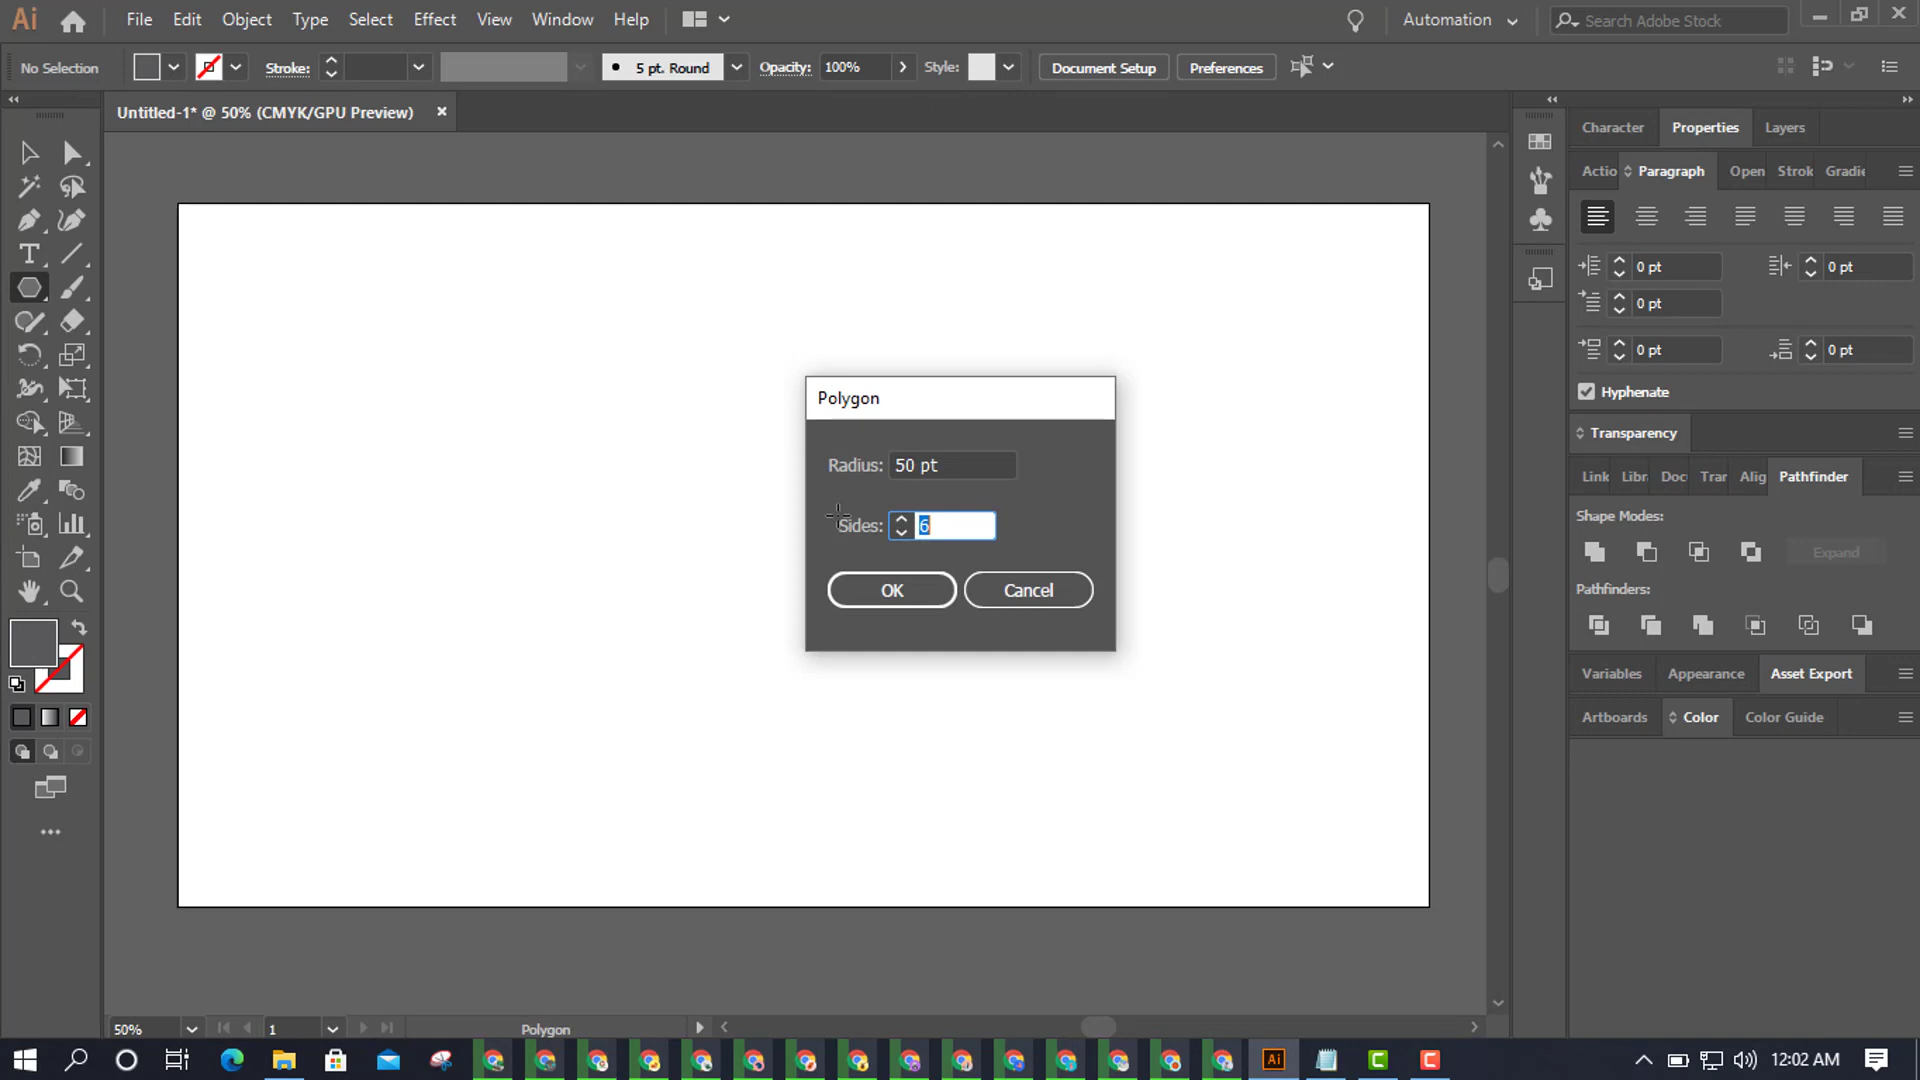 Ai File Edit Object Type Select Effect View Window Help Automation Search Adobe Stock
No Selection Stroke: 5 pt. Round Opacity: 100% Style: Document Setup Preferences
Untitled-1* @ 50% (CMYK/GPU Preview)
Character Properties Layers
Actio Paragraph Open Strok Gradie
0 pt 0 pt
0 pt
0 pt 0 pt
Hyphenate
Transparency
Link Libr Doc Trar Alig Pathfinder
Shape Modes:
Expand
Pathfinders:
Variables Appearance Asset Export
Artboards Color Color Guide
Polygon
Radius: 50 pt
Sides: 6
OK Cancel
50% 1 Polygon
Ai 12:02 AM